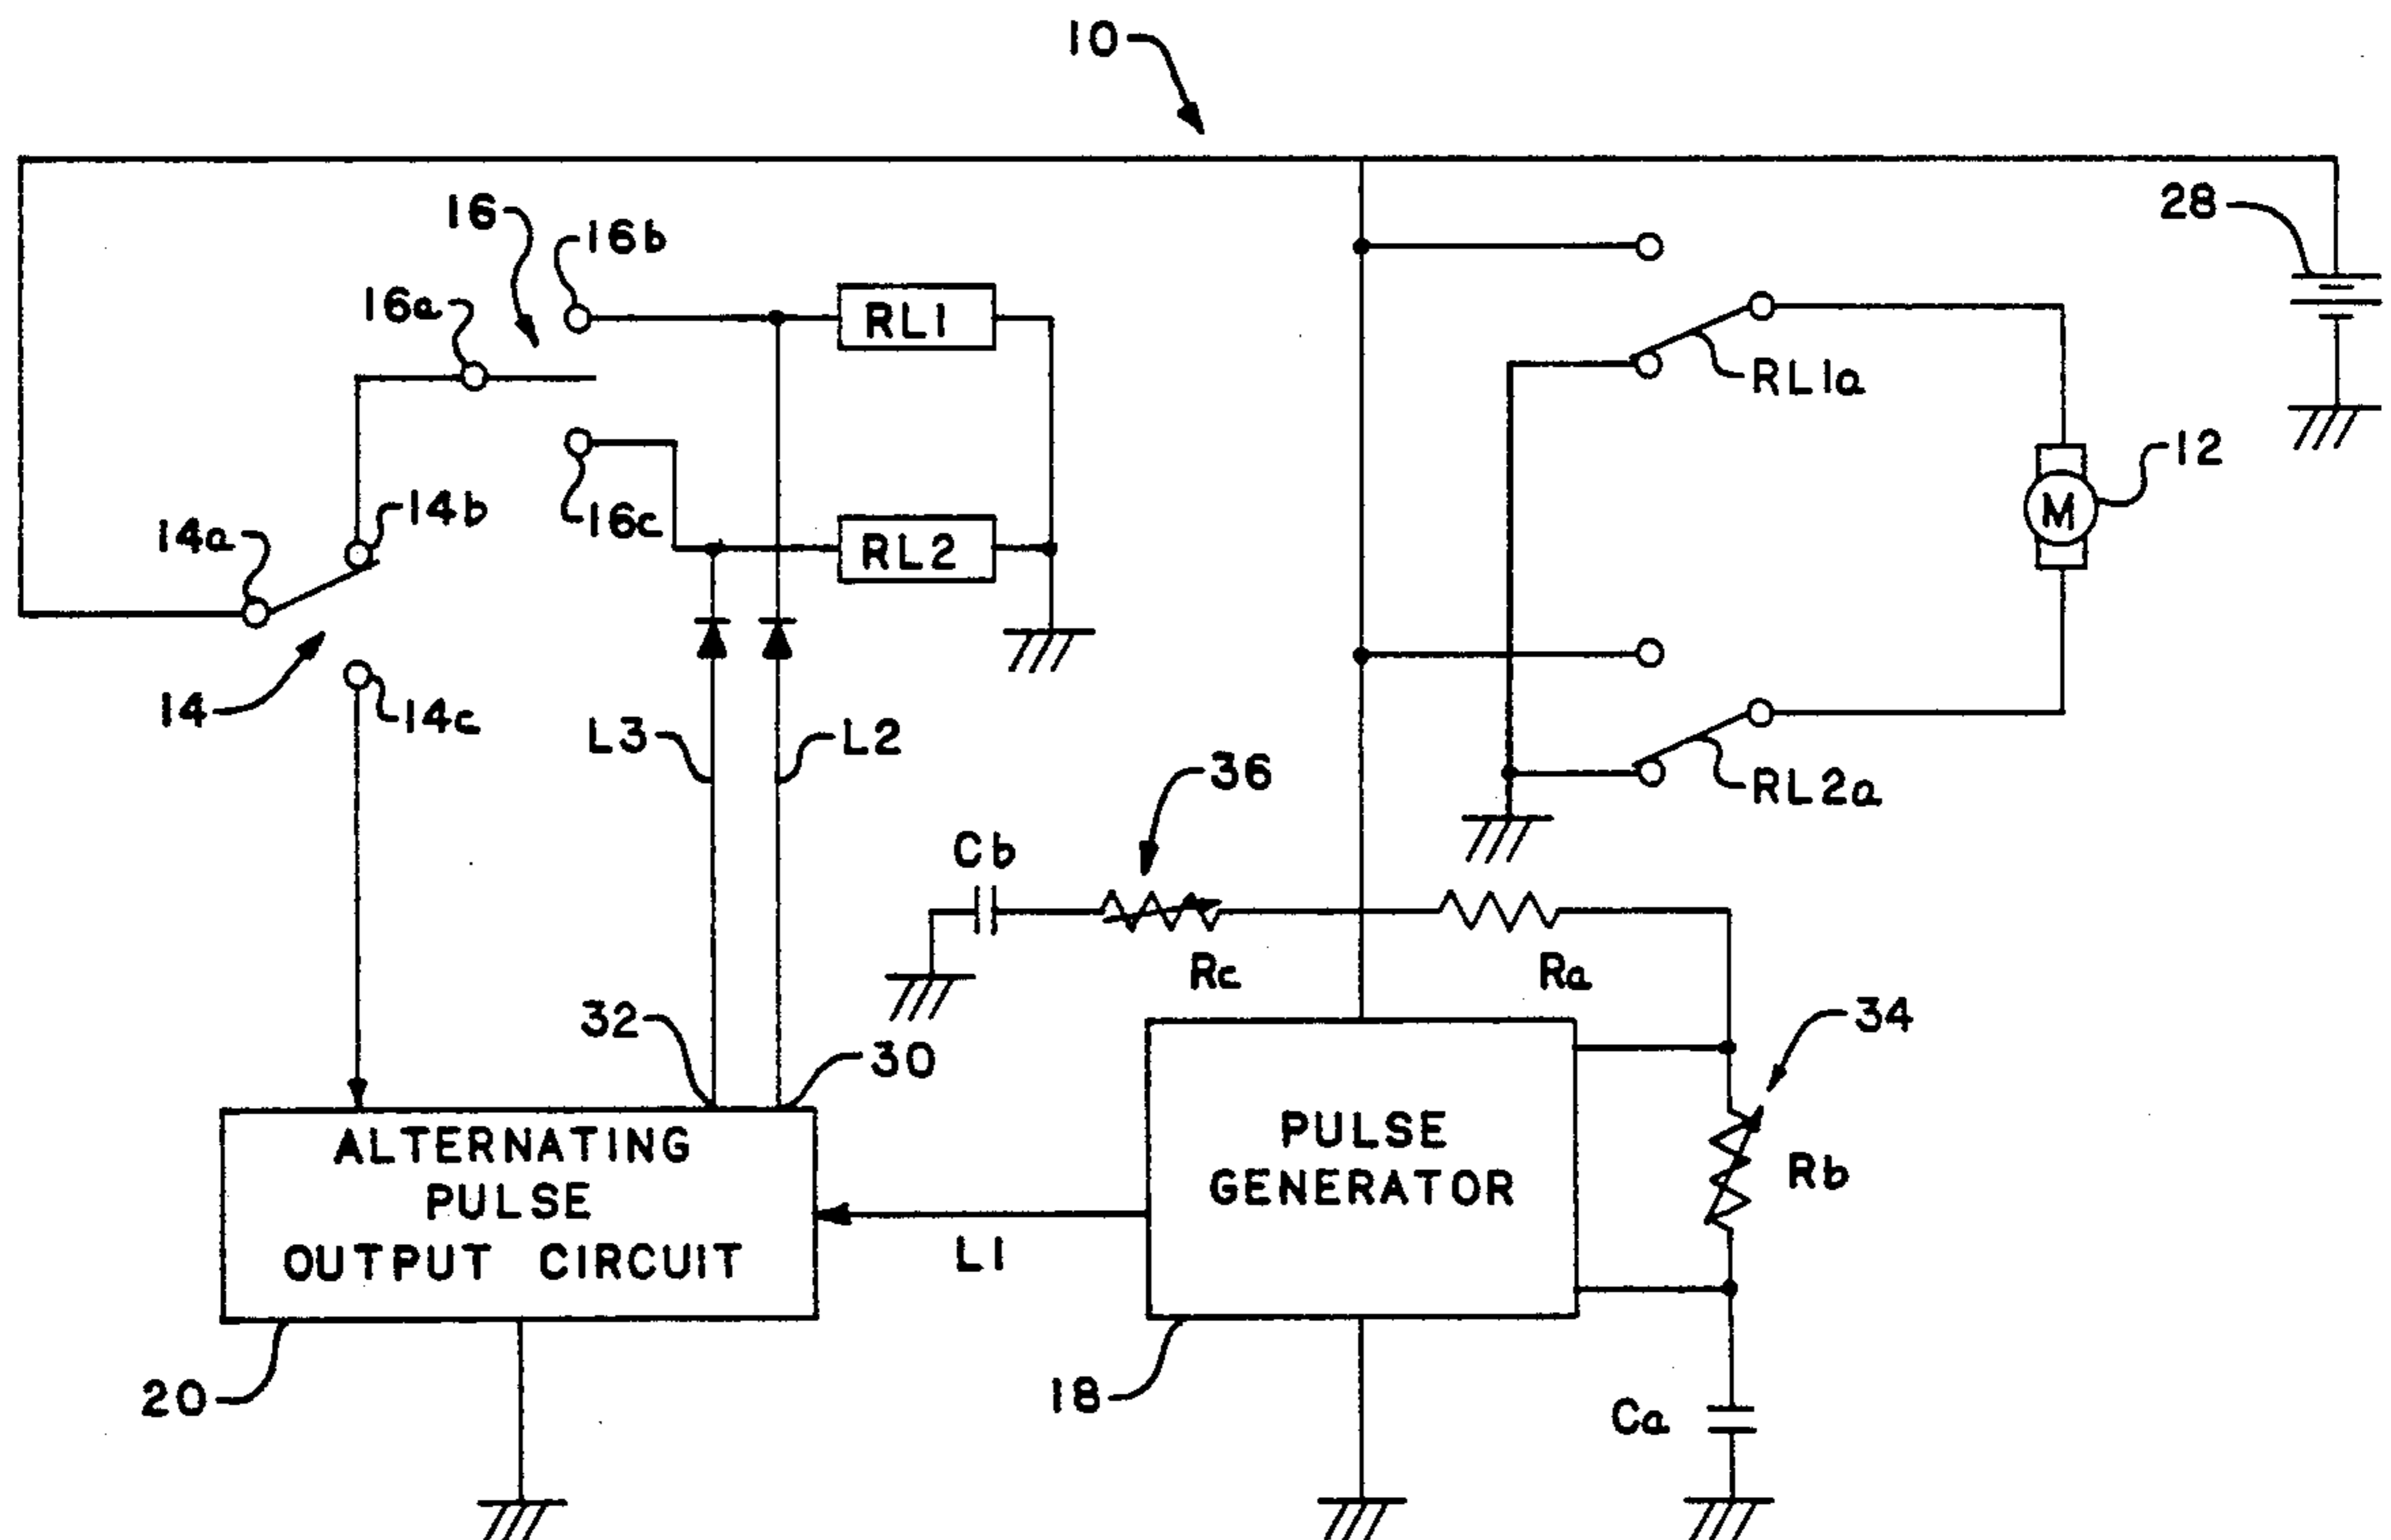 10
28
16
16b
16a
RL1
RL1a
12
M
14b
14a
16c
RL2
14
14c
L3
L2
RL2a
36
Cb
Rc
Ra
32
30
34
ALTERNATING
PULSE
OUTPUT CIRCUIT
L1
PULSE
GENERATOR
Rb
20
18
Ca